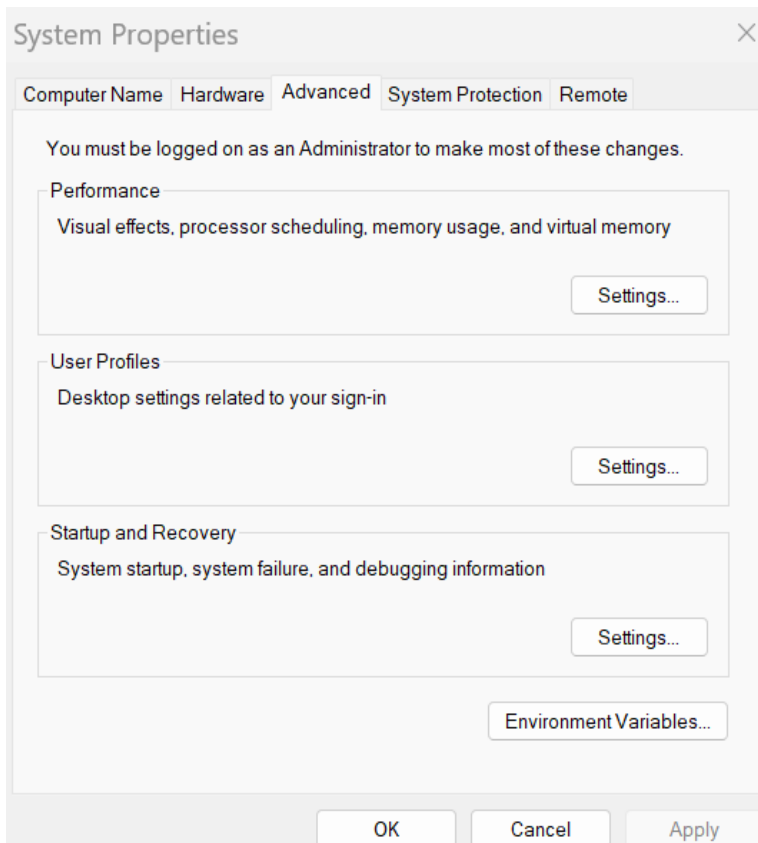 System Properties
Computer Name Hardware Advanced System Protection Remote
You must be logged on as an Administrator to make most of these changes.
Performance
Visual effects, processor scheduling, memory usage, and virtual memory
Settings...
User Profiles
Desktop settings related to your sign-in
Settings...
Startup and Recovery
System startup, system failure, and debugging information
Settings...
Environment Variables...
OK Cancel Apply